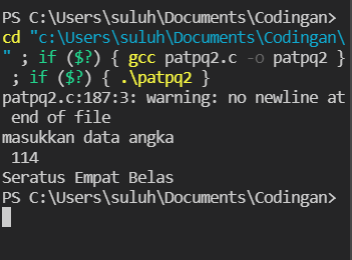 PS C:\Users\suluh\Documents\Codingan>
cd "c:\Users\suluh\Documents\Codingan\
" ; if ($?) { gcc patpq2.c -o patpq2 }
 ; if ($?) { .\patpq2 }
patpq2.c:187:3: warning: no newline at
 end of file
masukkan data angka
 114
Seratus Empat Belas
PS C:\Users\suluh\Documents\Codingan>